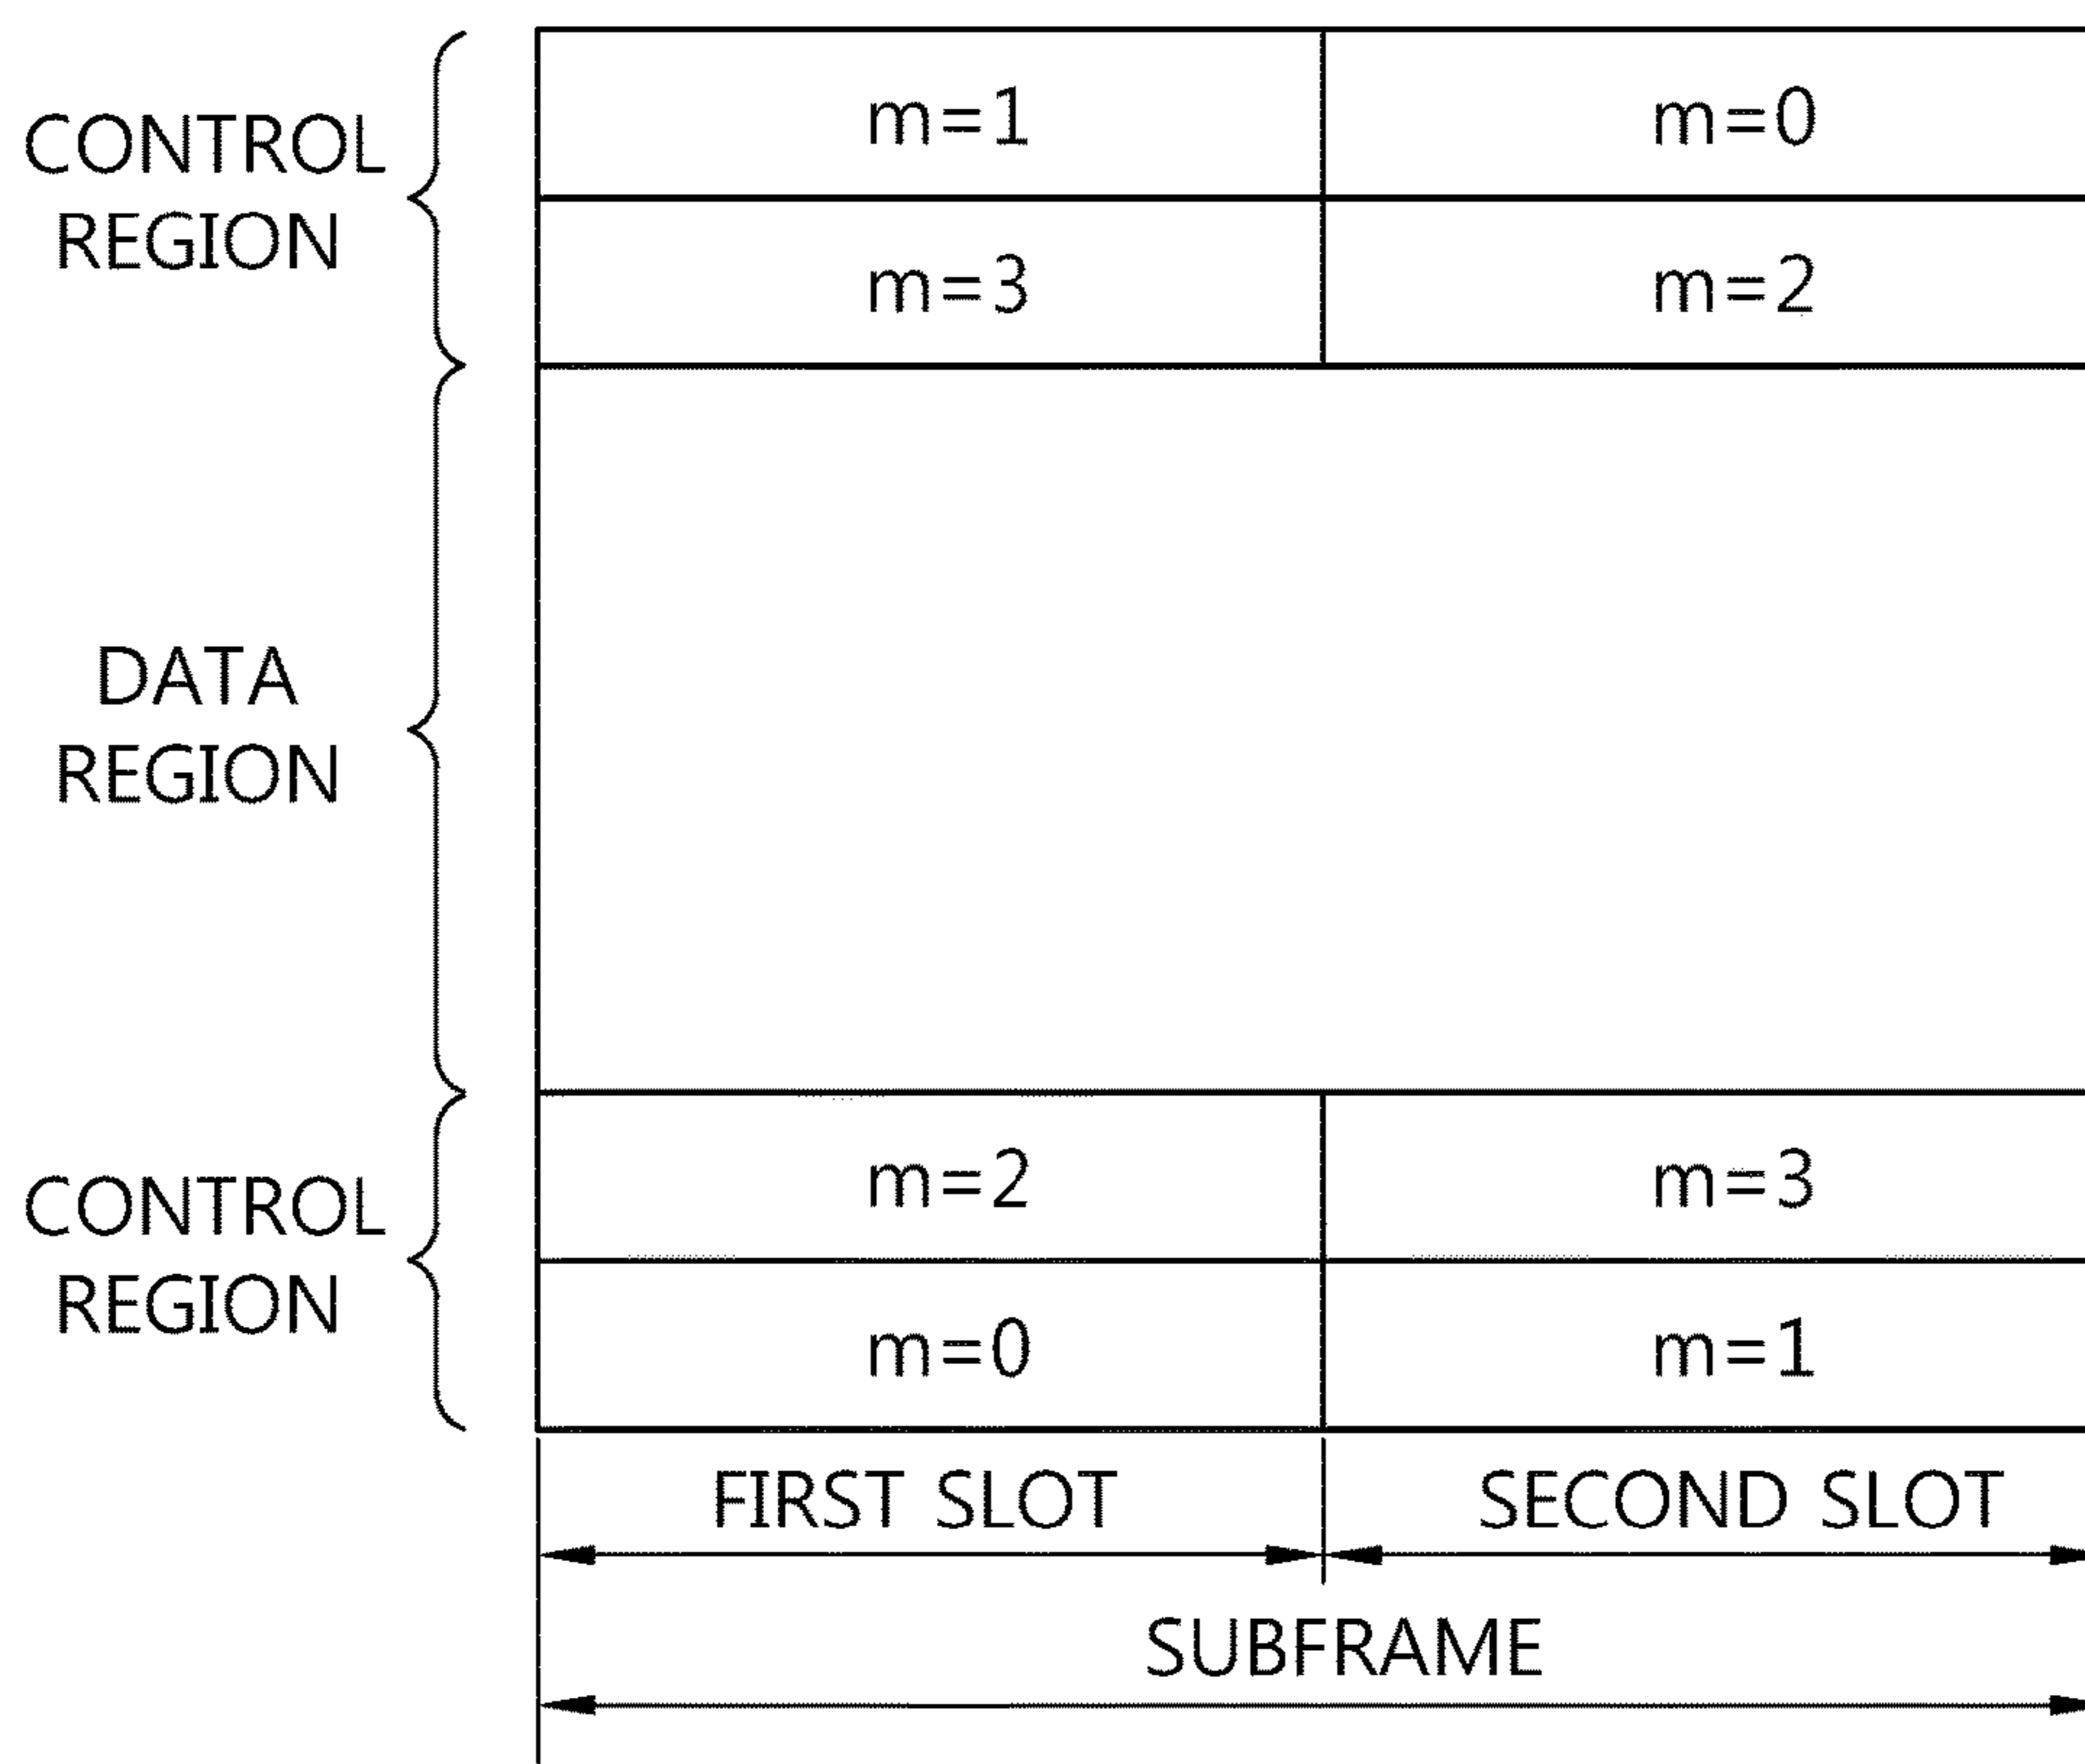 CONTROL
REGION
m=1 m=0
m=3 m=2
DATA
REGION
CONTROL
REGION
m=2 m=3
m=0 m=1
FIRST SLOT SECOND SLOT
SUBFRAME